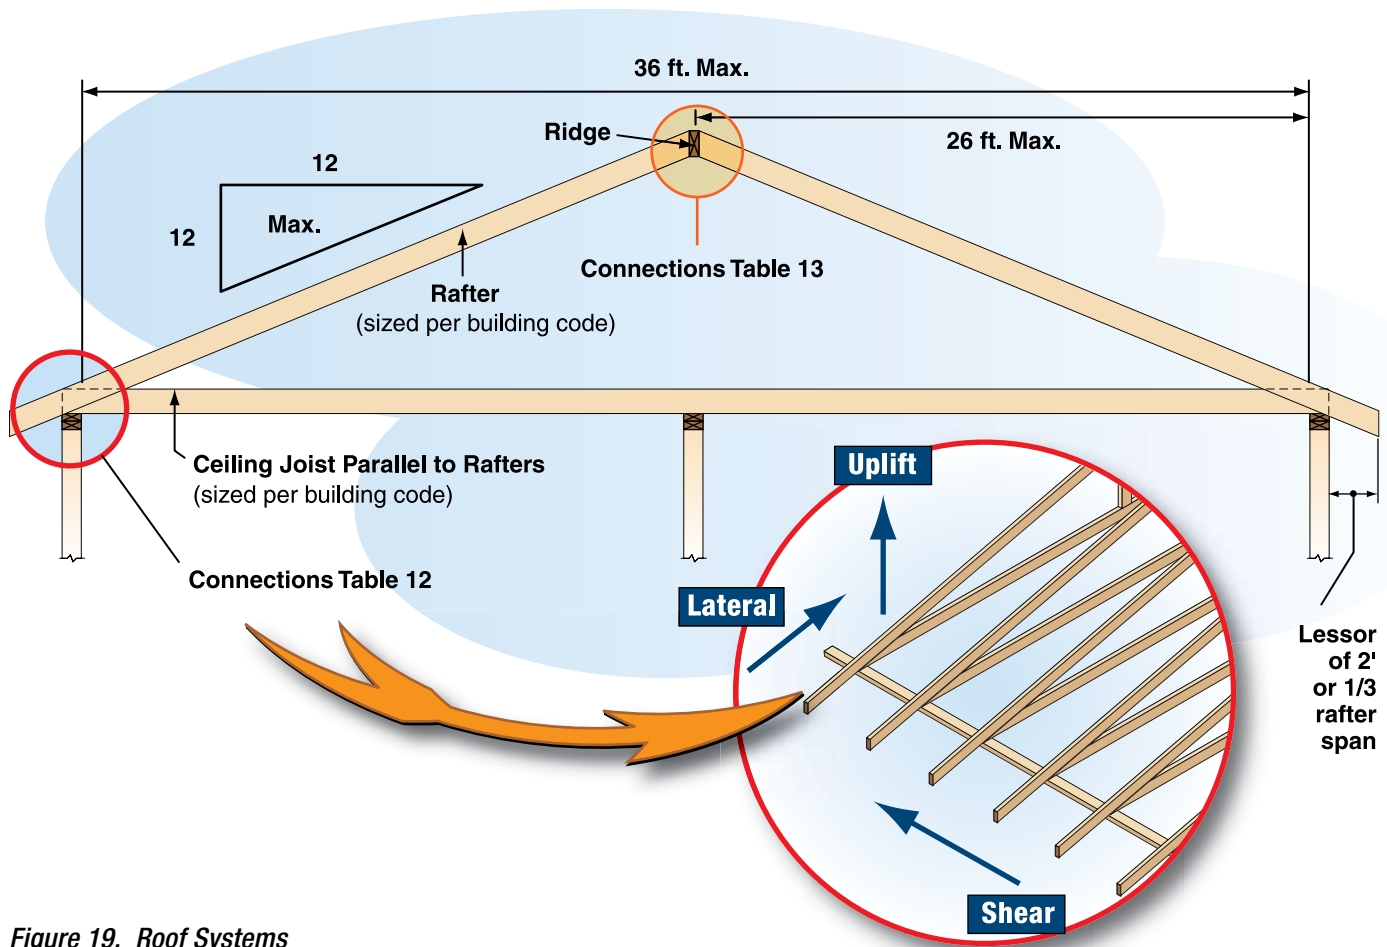 36 ft. Max.
Ridge
26 ft. Max.
12
12
Max.
Connections Table 13
Rafter
(sized per building code)
Ceiling Joist Parallel to Rafters
(sized per building code)
Uplift
Connections Table 12
Lateral
Lessor
of 2'
or 1/3
rafter
span
Shear
Figure 19. Roof Systems